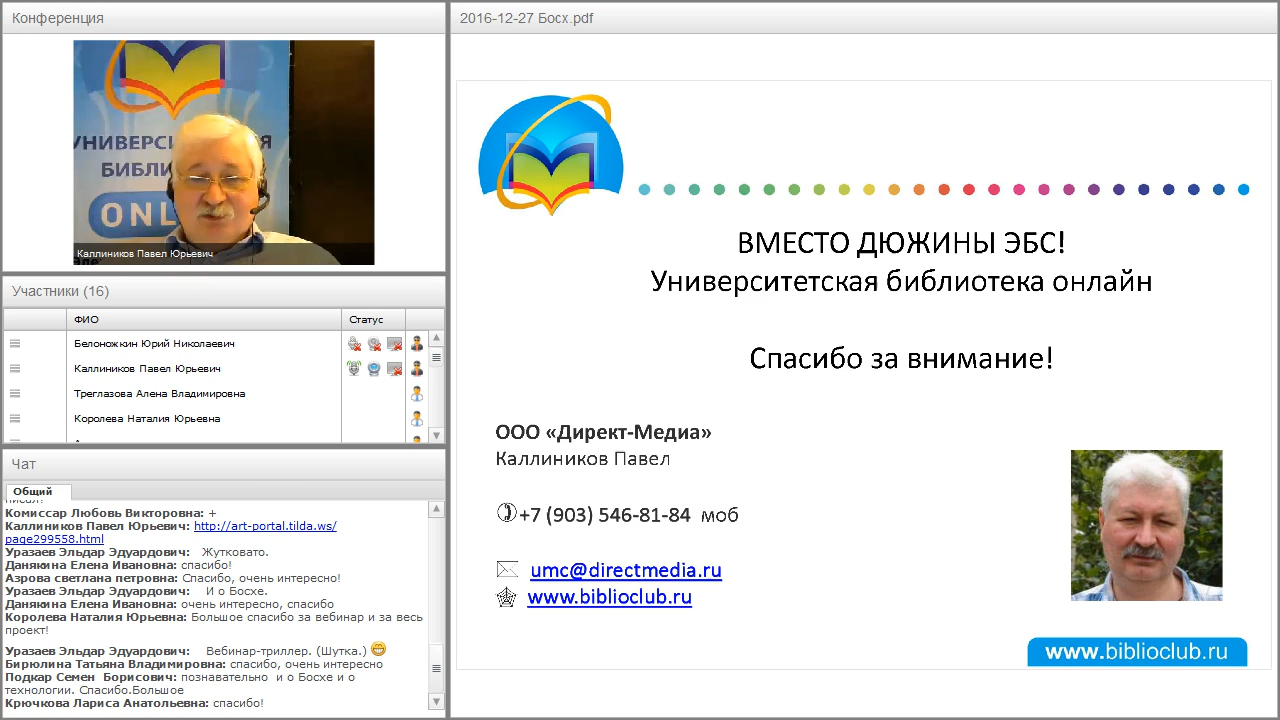 Конференция
УНИВЕРСИТЕТСКАЯ
БИБЛИ
ONL
Каллиников Павел Юрьевич
Участники (16)
ФИО
Статус
Белоножкин Юрий Николаевич
Каллиников Павел Юрьевич
Треглазова Алена Владимировна
Королева Наталия Юрьевна
Чат
Общий
Комиссар Любовь Викторовна: +
Каллиников Павел Юрьевич: http://art-portal.tilda.ws/
page299558.html
Уразаев Эльдар Эдуардович: Жутковато.
Данякина Елена Ивановна: спасибо!
Азрова светлана петровна: Спасибо, очень интересно!
Уразаев Эльдар Эдуардович: И о Босхе.
Данякина Елена Ивановна: очень интересно, спасибо
Королева Наталия Юрьевна: Большое спасибо за вебинар и за весь
проект!
Уразаев Эльдар Эдуардович: Вебинар-триллер. (Шутка.)
Бирюлина Татьяна Владимировна: спасибо, очень интересно
Подкар Семен Борисович: познавательно и о Босхе и о
технологии. Спасибо.Большое
Крючкова Лариса Анатольевна: спасибо!
2016-12-27 Босх.pdf
ВМЕСТО ДЮЖИНЫ ЭБС!
Университетская библиотека онлайн
Спасибо за внимание!
ООО «Директ-Медиа»
Каллиников Павел
+7 (903) 546-81-84 моб
umc@directmedia.ru
www.biblioclub.ru
www.biblioclub.ru